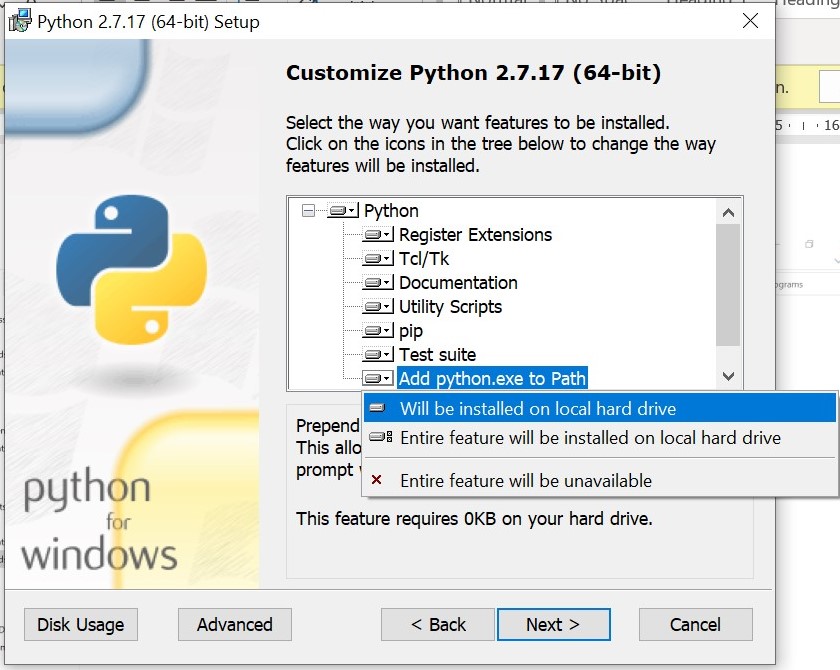 Python 2.7.17 (64-bit) Setup
Customize Python 2.7.17 (64-bit)
Select the way you want features to be installed.
Click on the icons in the tree below to change the way
features will be installed.
Python
Register Extensions
Tcl/Tk
Documentation
Utility Scripts
pip
Test suite
Add python.exe to Path
Will be installed on local hard drive
Entire feature will be installed on local hard drive
Entire feature will be unavailable
Prepend
This allo
prompt
This feature requires 0KB on your hard drive.
python
for
windows
Disk Usage
Advanced
< Back
Next >
Cancel
n.
5
16
ograms